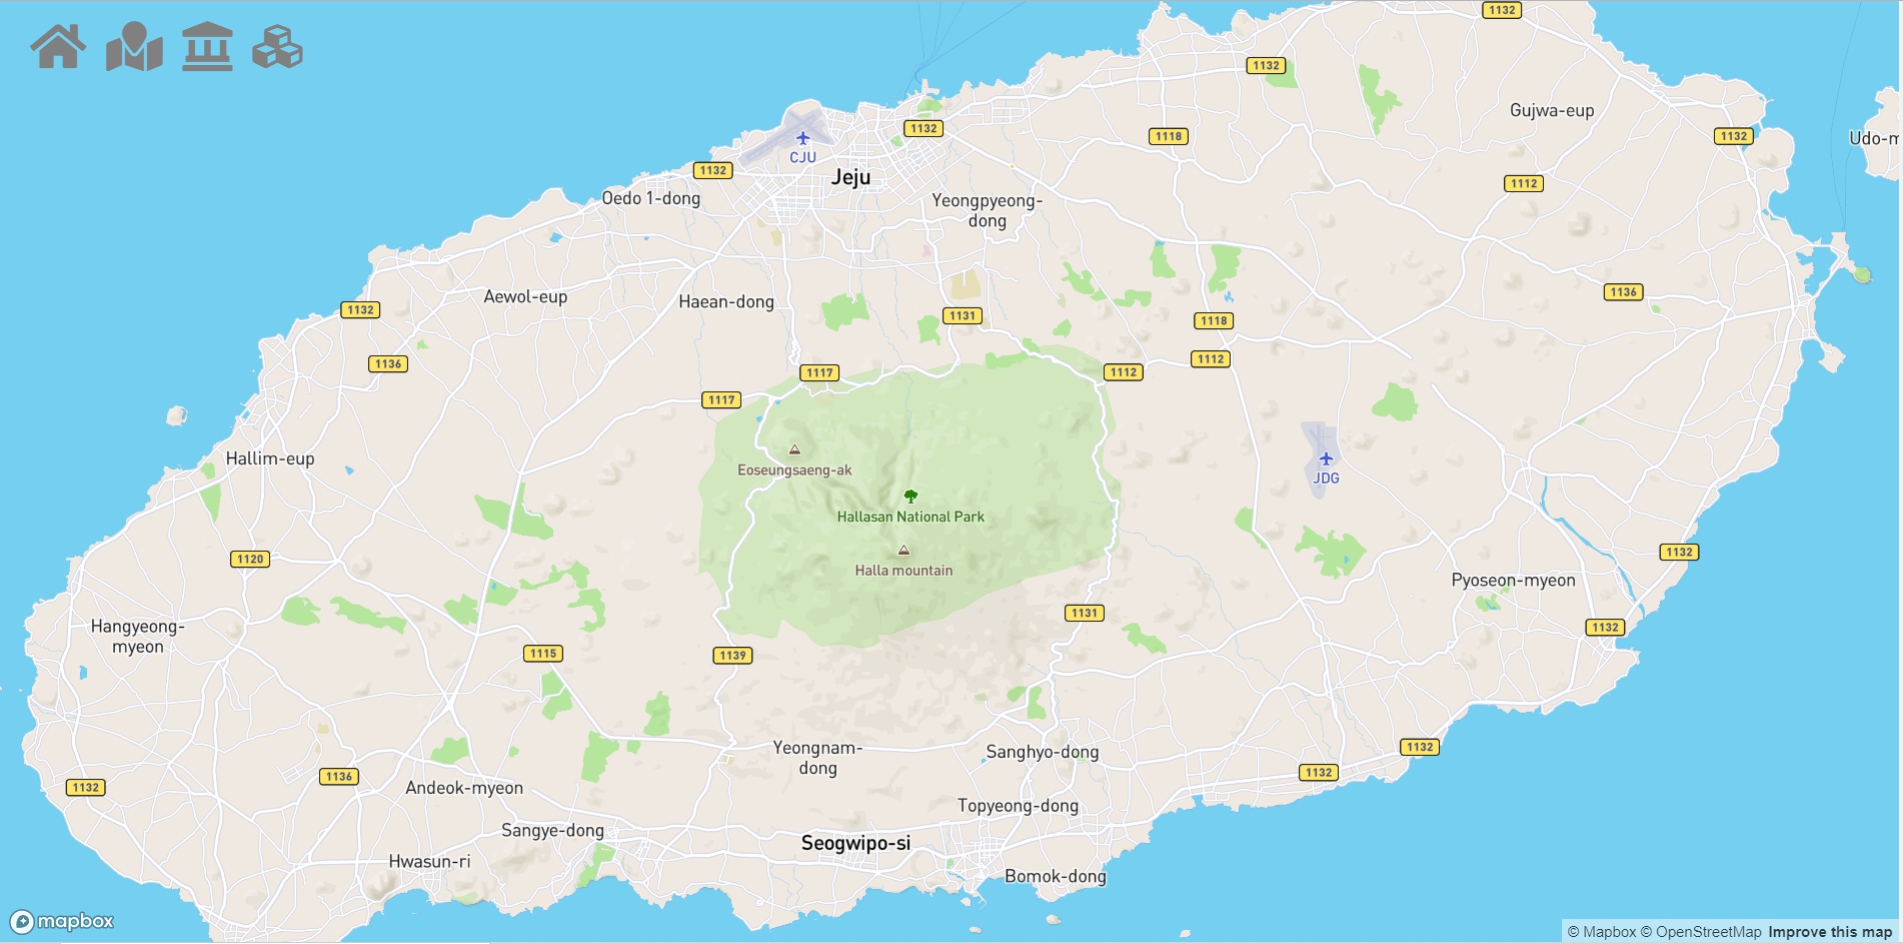 1132
1132
Gujwa-eup
1132
1118
1132
CJU
Udo-m
1132
Jeju
1112
Oedo 1-dong
Yeongpyeong-
dong
1136
Aewol-eup
Haean-dong
1132
1131
1118
1136
1117
1112
1112
1117
Hallim-eup
Eoseungsaeng-ak
JDG
Hallasan National Park
1120
Halla mountain
1132
Pyoseon-myeon
1131
Hangyeong-
myeon
1132
1115
1139
Yeongnam-
dong
Sanghyo-dong
1132
1132
1136
1132
Andeok-myeon
Topyeong-dong
Sangye-dong
Seogwipo-si
Hwasun-ri
Bomok-dong
mapbox
© Mapbox © OpenStreetMap Improve this map